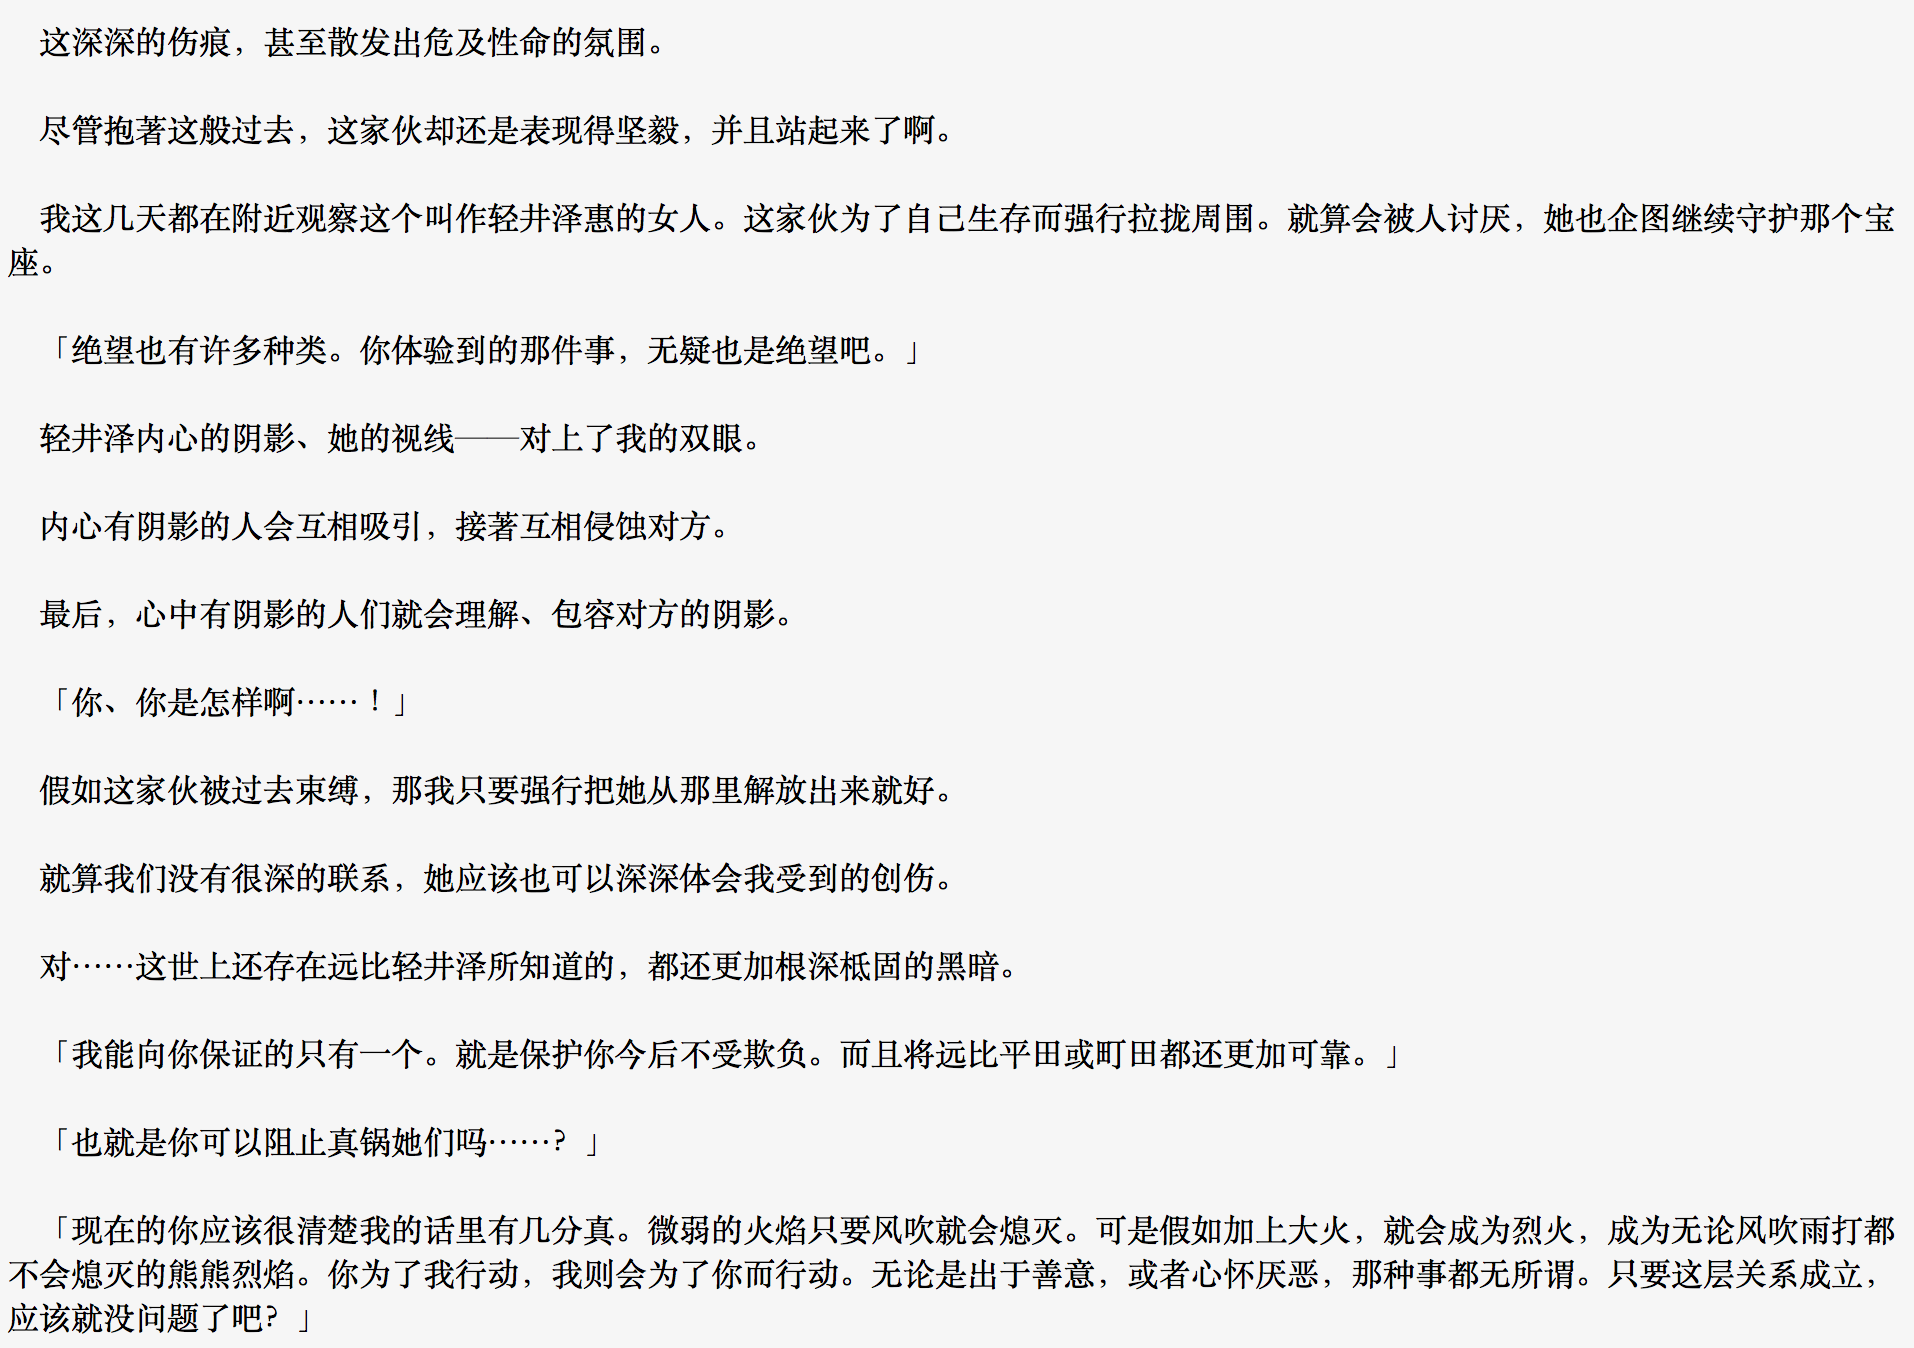 这深深的伤痕，甚至散发出危及性命的氛围。
尽管抱著这般过去，这家伙却还是表现得坚毅，并且站起来了啊。
我这几天都在附近观察这个叫作轻井泽惠的女人。这家伙为了自己生存而强行拉拢周围。就算会被人讨厌，她也企图继续守护那个宝
座。
「绝望也有许多种类。你体验到的那件事，无疑也是绝望吧。」
轻井泽内心的阴影、她的视线——对上了我的双眼。
内心有阴影的人会互相吸引，接著互相侵蚀对方。
最后，心中有阴影的人们就会理解、包容对方的阴影。
「你、你是怎样啊……！」
假如这家伙被过去束缚，那我只要强行把她从那里解放出来就好。
就算我们没有很深的联系，她应该也可以深深体会我受到的创伤。
对……这世上还存在远比轻井泽所知道的，都还更加根深柢固的黑暗。
「我能向你保证的只有一个。就是保护你今后不受欺负。而且将远比平田或町田都还更加可靠。」
「也就是你可以阻止真锅她们吗……？」
「现在的你应该很清楚我的话里有几分真。微弱的火焰只要风吹就会熄灭。可是假如加上大火，就会成为烈火，成为无论风吹雨打都
不会熄灭的熊熊烈焰。你为了我行动，我则会为了你而行动。无论是出于善意，或者心怀厌恶，那种事都无所谓。只要这层关系成立，
应该就没问题了吧？」